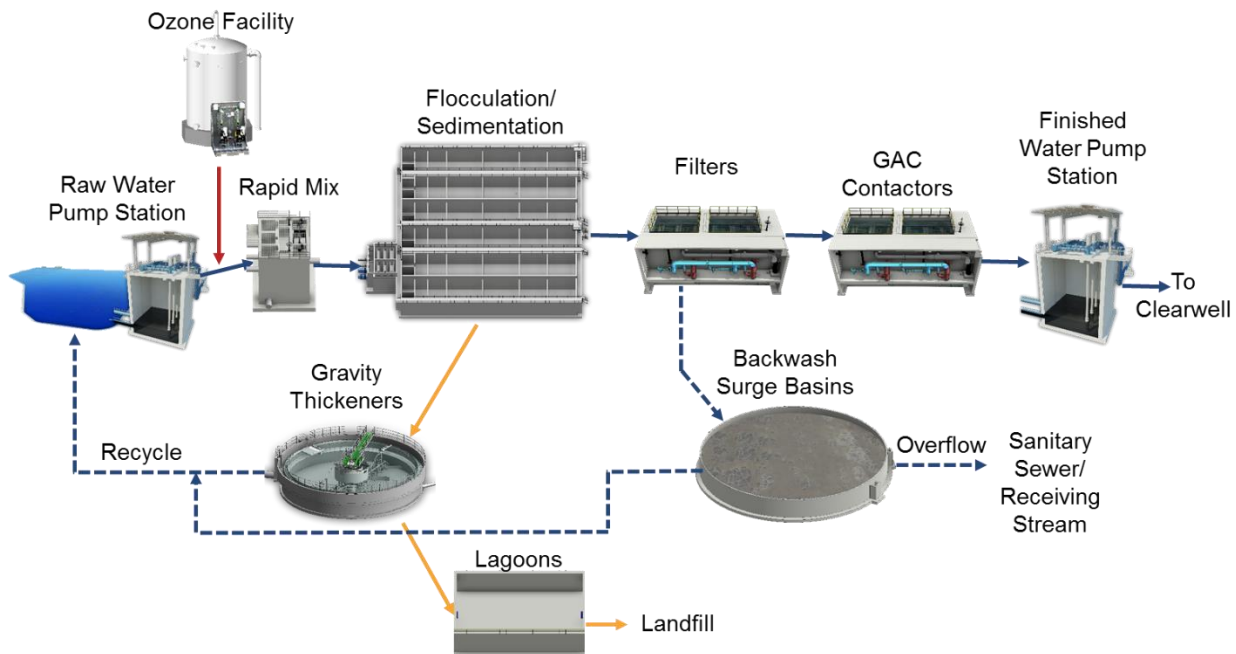 Ozone Facility
Flocculation/
Sedimentation
Finished
Water Pump
Station
Filters
GAC
Contactors
Raw Water
Pump Station
Rapid Mix
To
Clearwell
Gravity
Thickeners
Backwash
Surge Basins
Recycle
Overflow
Sanitary
Sewer/
Receiving
Stream
Lagoons
Landfill